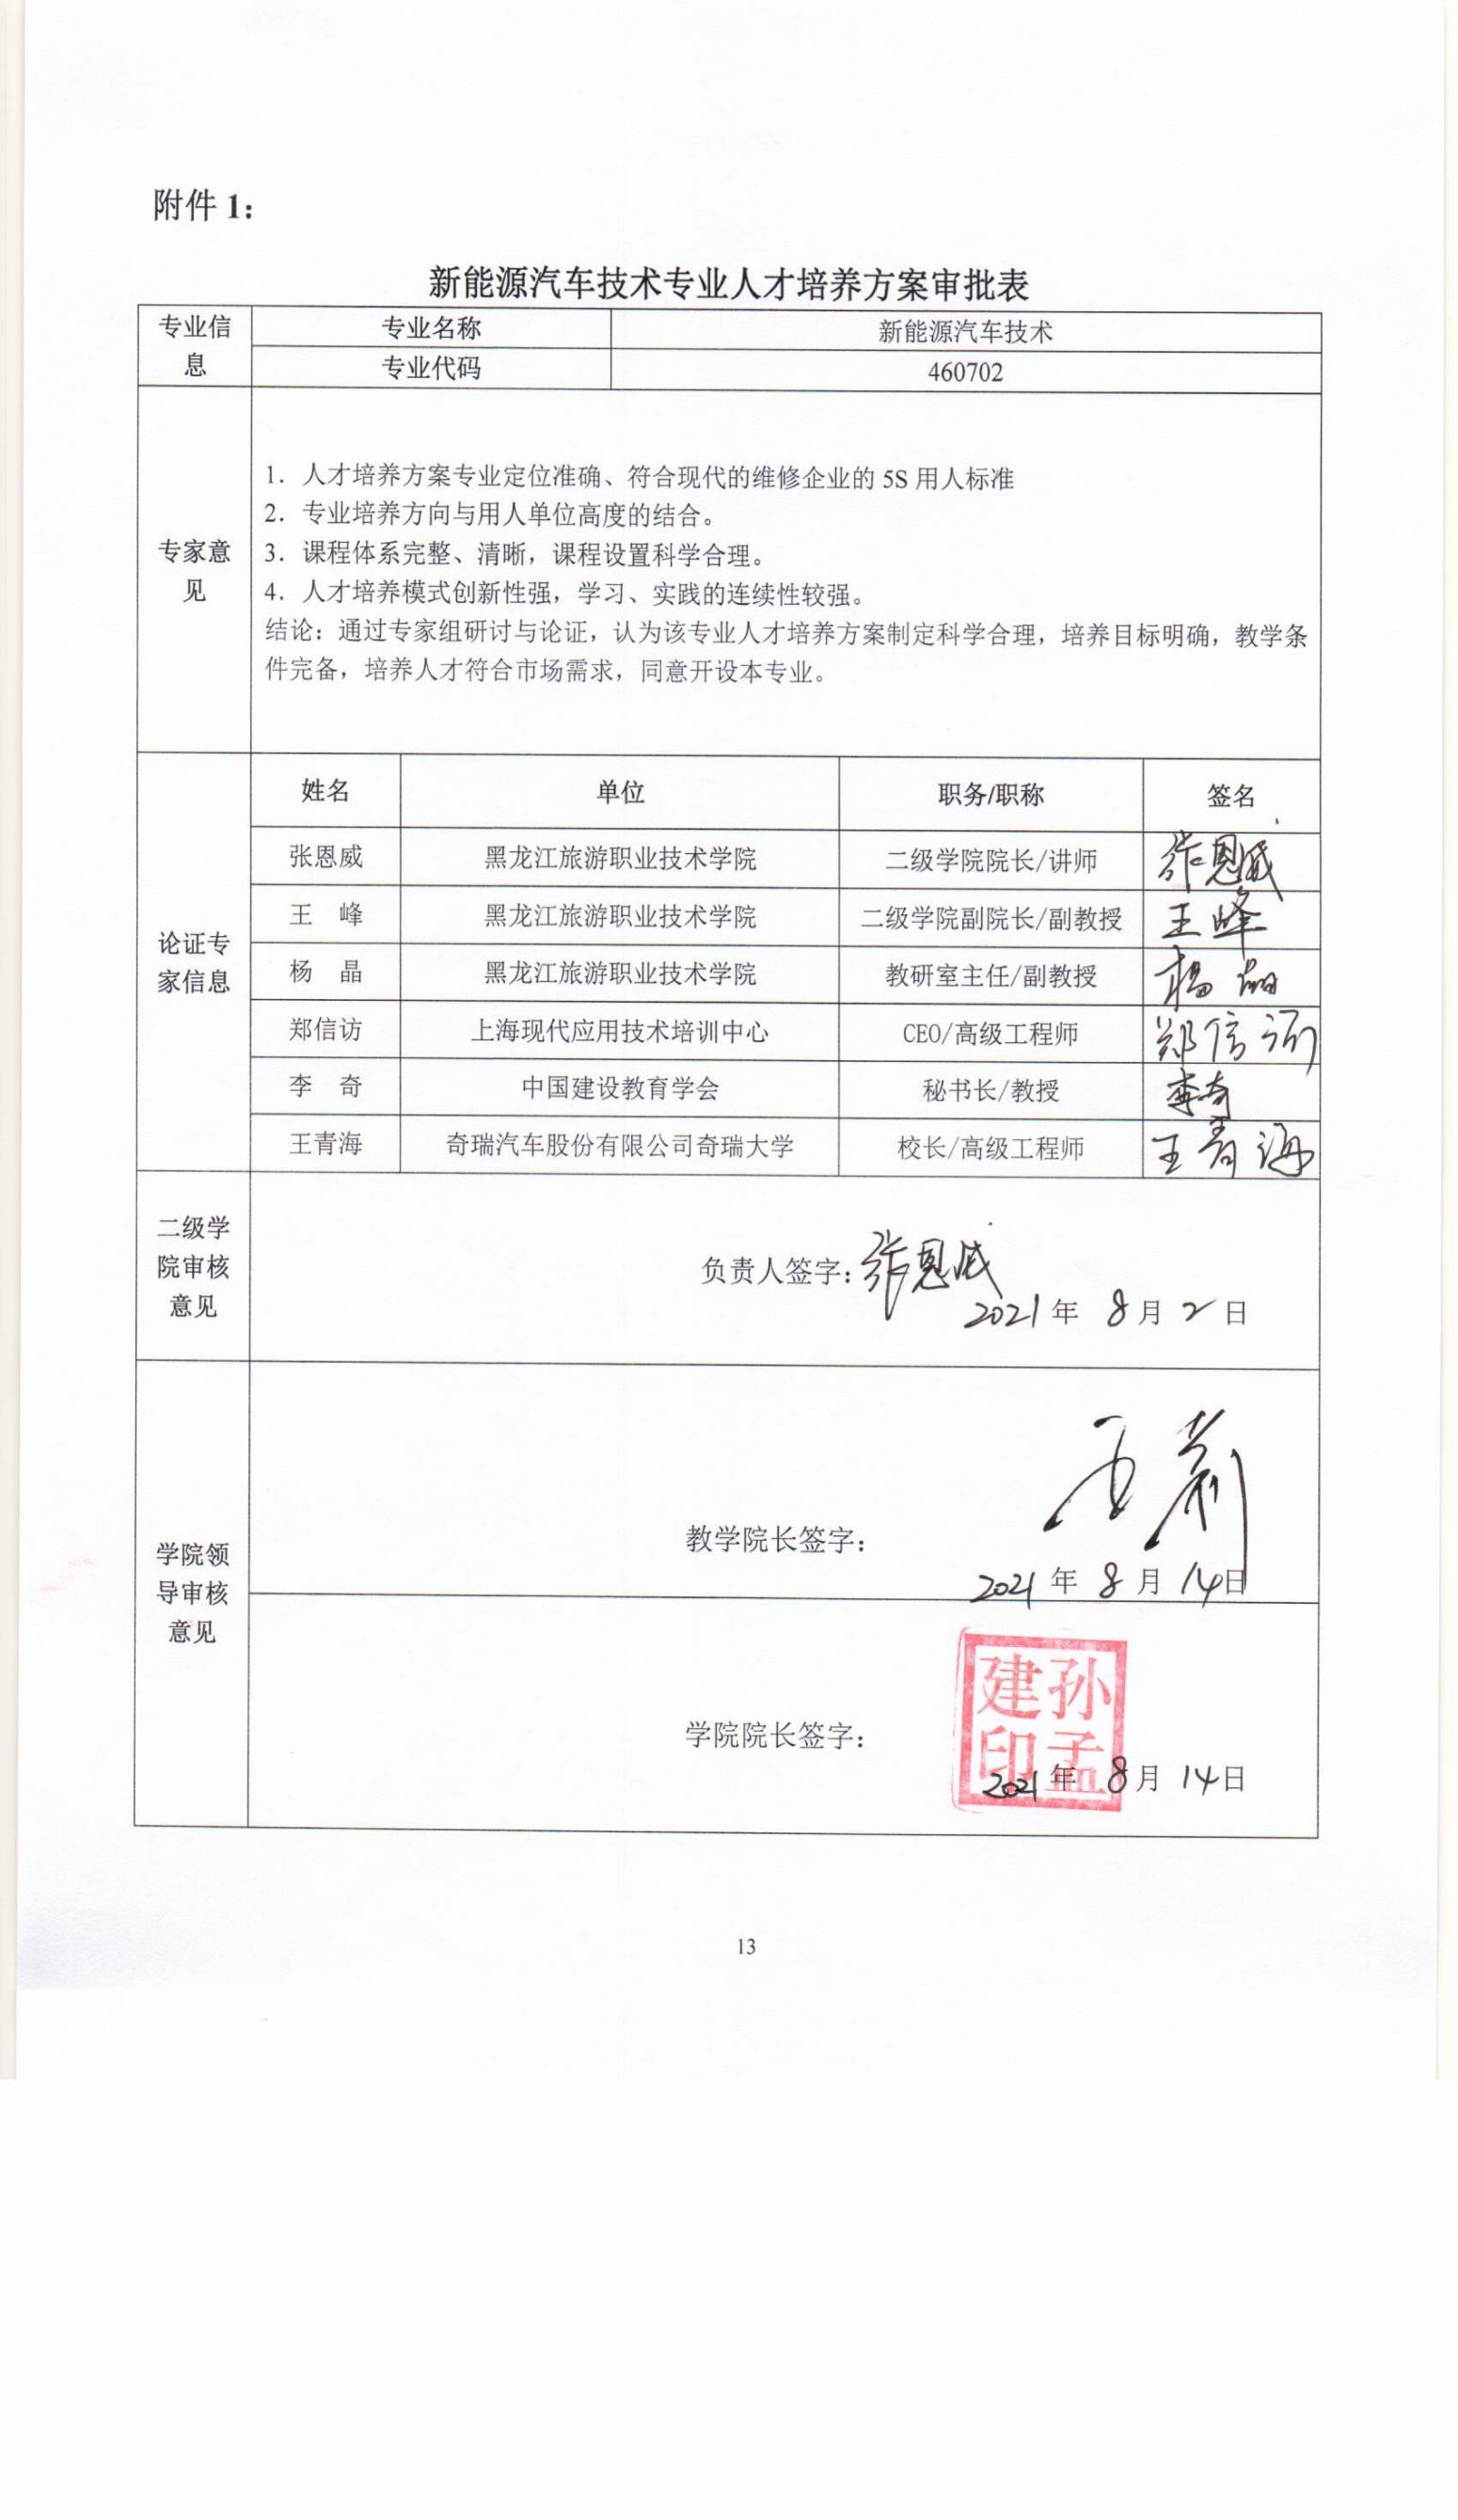 附件 1：
新能源汽车技术专业人才培养方案审批表
专业信息 专业名称 新能源汽车技术
专业代码 460702
专家意见
1. 人才培养方案专业定位准确、符合现代的维修企业的 5S 用人标准
2. 专业培养方向与用人单位高度的结合。
3. 课程体系完整、清晰，课程设置科学合理。
4. 人才培养模式创新性强，学习、实践的连续性较强。
结论：通过专家组研讨与论证，认为该专业人才培养方案制定科学合理，培养目标明确，教学条
件完备，培养人才符合市场需求，同意开设本专业。
论证专家信息
姓名 单位 职务/职称 签名
张恩威 黑龙江旅游职业技术学院 二级学院院长/讲师 张恩威
王 峰 黑龙江旅游职业技术学院 二级学院副院长/副教授 王峰
杨 晶 黑龙江旅游职业技术学院 教研室主任/副教授 杨晶
郑信访 上海现代应用技术培训中心 CEO/高级工程师 郑信访
李 奇 中国建设教育学会 秘书长/教授 李奇
王青海 奇瑞汽车股份有限公司奇瑞大学 校长/高级工程师 王青海
二级学院审核意见
负责人签字：张恩威
2021 年 8 月 2 日
学院领导审核意见
教学院长签字：
2021 年 8 月 14 日
学院院长签字：
孙孟建印
2021 年 8 月 14 日
13